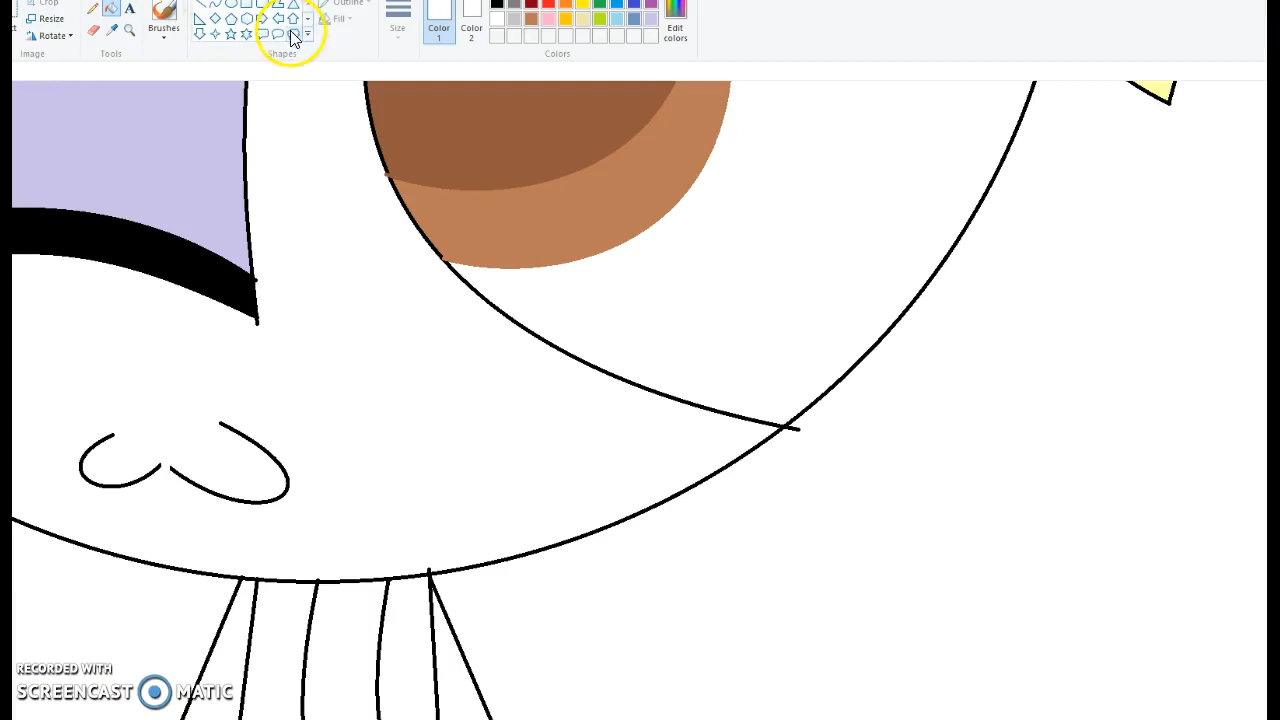 Crop
Resize
Rotate
Image
A
Tools
Brushes
Outline
Fill
Shapes
Size
Color 1
Color 2
Edit colors
Colors
RECORDED WITH
SCREENCAST MATIC